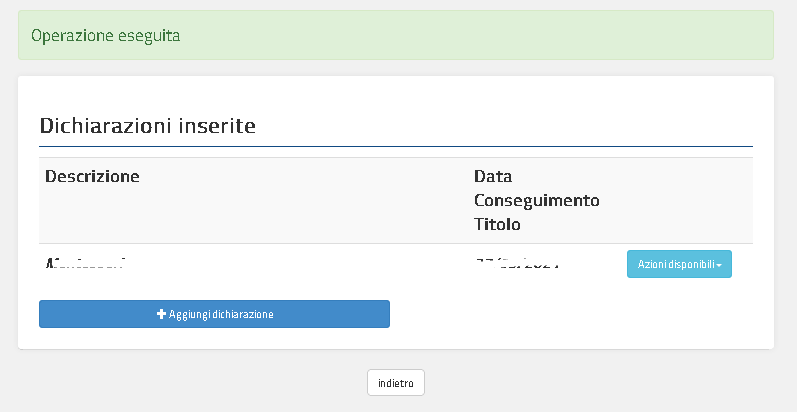 Operazione eseguita
Dichiarazioni inserite
Descrizione
Data
Conseguimento
Titolo
Azioni disponibili
Aggiungi dichiarazione
indietro